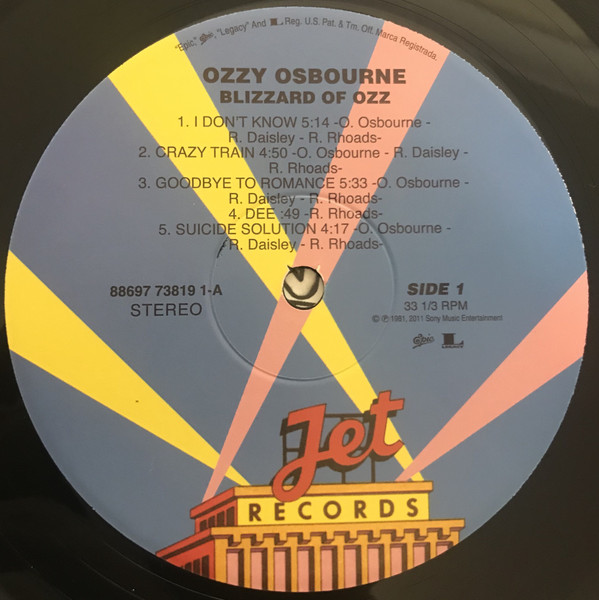 "Epic," Epic, "Legacy" And L Reg. U.S. Pat. & Tm. Off. Marca Registrada.
OZZY OSBOURNE
BLIZZARD OF OZZ
1. I DON'T KNOW 5:14 -O. Osbourne -
R. Daisley - R. Rhoads-
2. CRAZY TRAIN 4:50 -O. Osbourne - R. Daisley -
R. Rhoads-
3. GOODBYE TO ROMANCE 5:33 -O. Osbourne -
R. Daisley - R. Rhoads-
4. DEE :49 -R. Rhoads-
5. SUICIDE SOLUTION 4:17 -O. Osbourne -
R. Daisley - R. Rhoads-
88697 73819 1-A
STEREO
SIDE 1
33 1/3 RPM
© ℗ 1981, 2011 Sony Music Entertainment
Epic L LEGACY
Jet
RECORDS